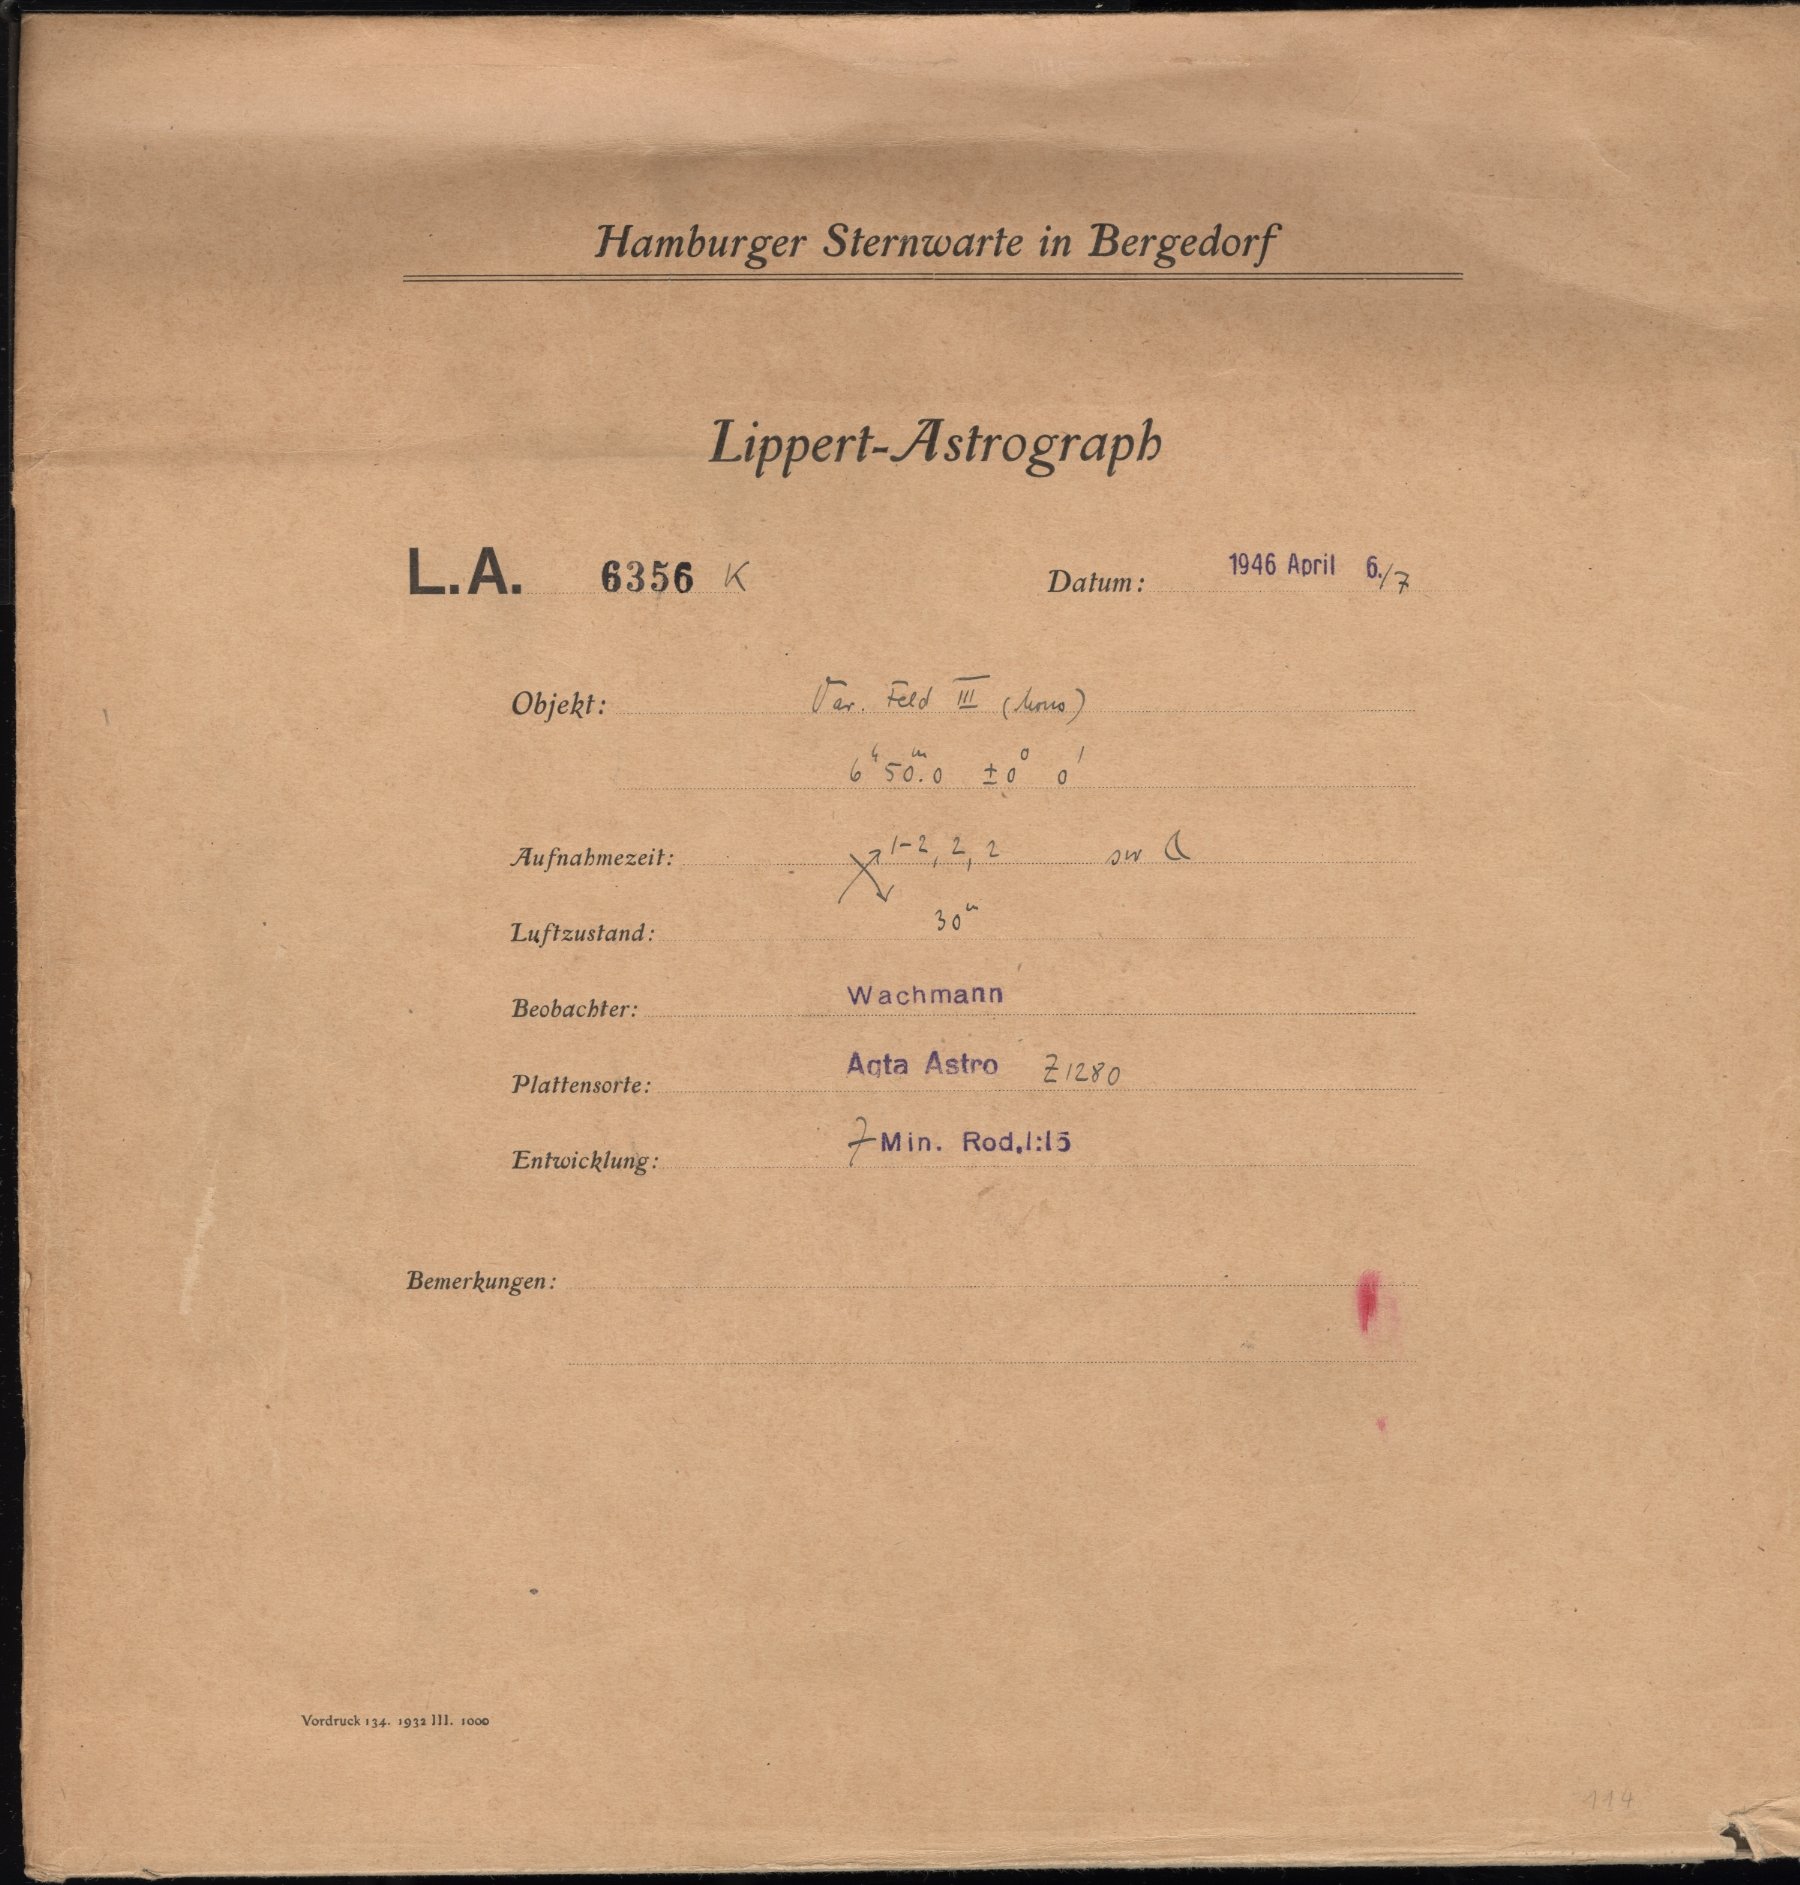 Hamburger Sternwarte in Bergedorf
Lippert-Astrograph
L.A. 6356 K Datum: 1946 April 6./7
Objekt: Var. Feld III (Mono)
6ʰ 50ᵐ.0 ±0° 0'
Aufnahmezeit: 1-2, 2, 2 ☾
Luftzustand: 30ᵐ
Beobachter: Wachmann
Plattensorte: Agfa Astro Z1280
Entwicklung: 7 Min. Rod. 1:15
Bemerkungen:
Vordruck 134. 1932 III. 1000
114